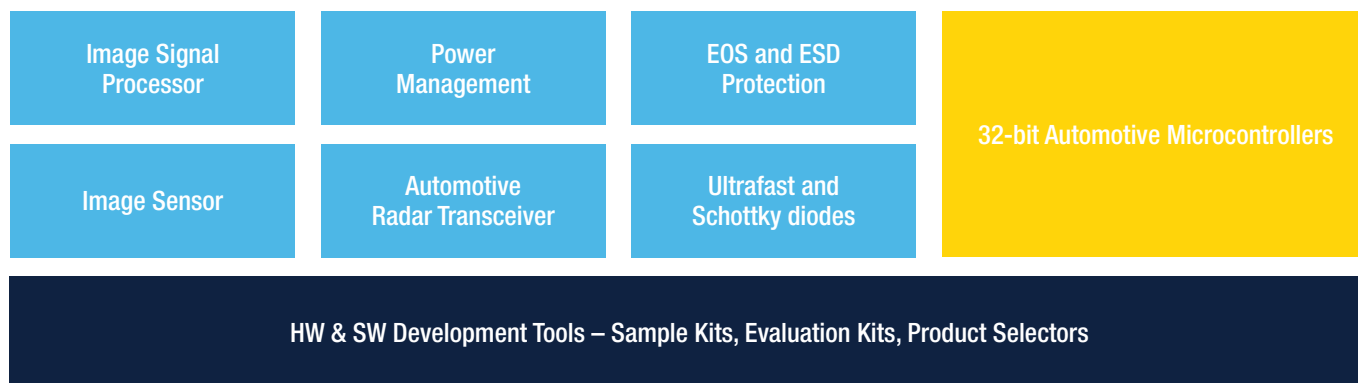 Image Signal
Processor
Power
Management
EOS and ESD
Protection
32-bit Automotive Microcontrollers
Image Sensor
Automotive
Radar Transceiver
Ultrafast and
Schottky diodes
HW & SW Development Tools – Sample Kits, Evaluation Kits, Product Selectors